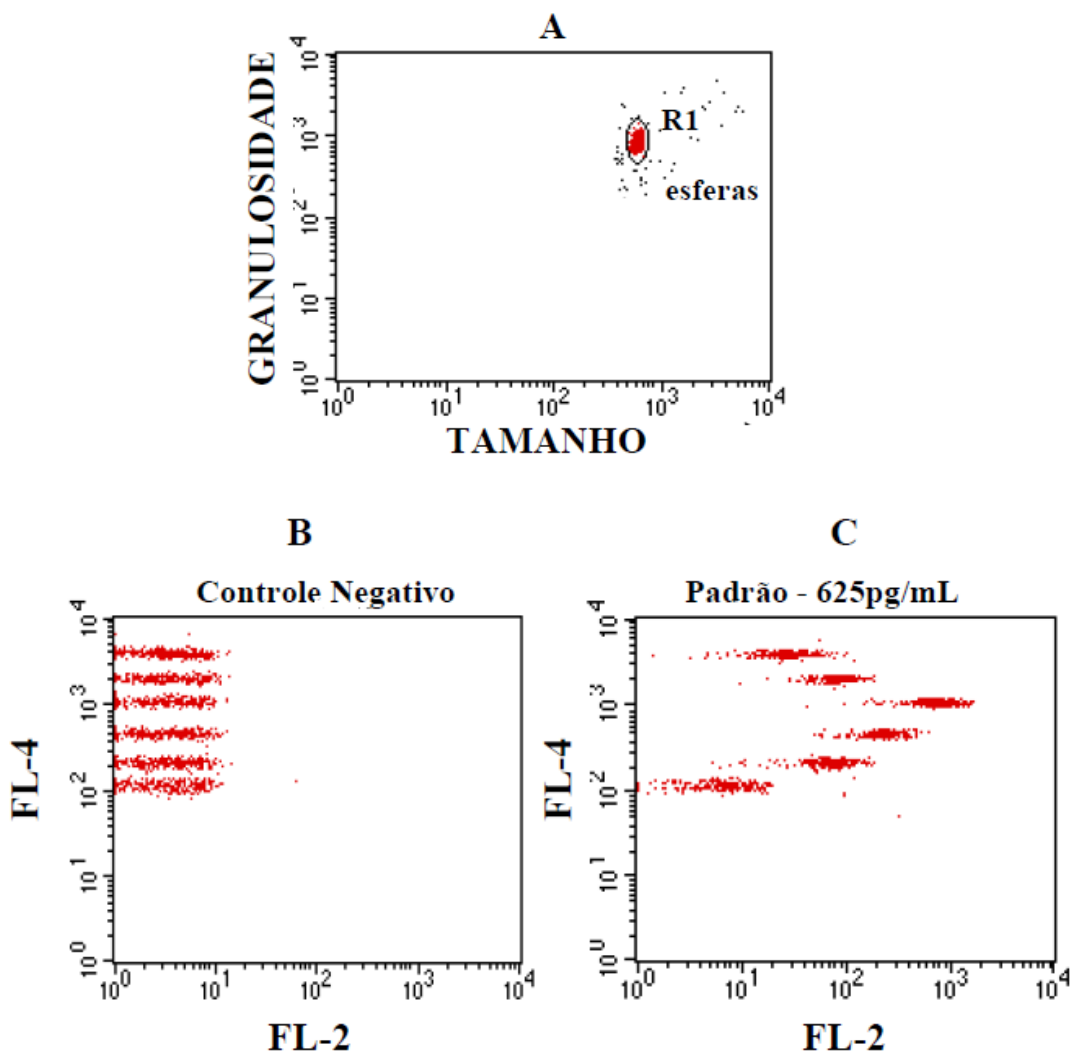 A
GRANULOSIDADE
10^4
10^3
10^2
10^1
10^0
R1
esferas
10^0 10^1 10^2 10^3 10^4
TAMANHO
B
Controle Negativo
FL-4
10^4
10^3
10^2
10^1
10^0
10^0 10^1 10^2 10^3 10^4
FL-2
C
Padrão - 625pg/mL
FL-4
10^4
10^3
10^2
10^1
10^0
10^0 10^1 10^2 10^3 10^4
FL-2